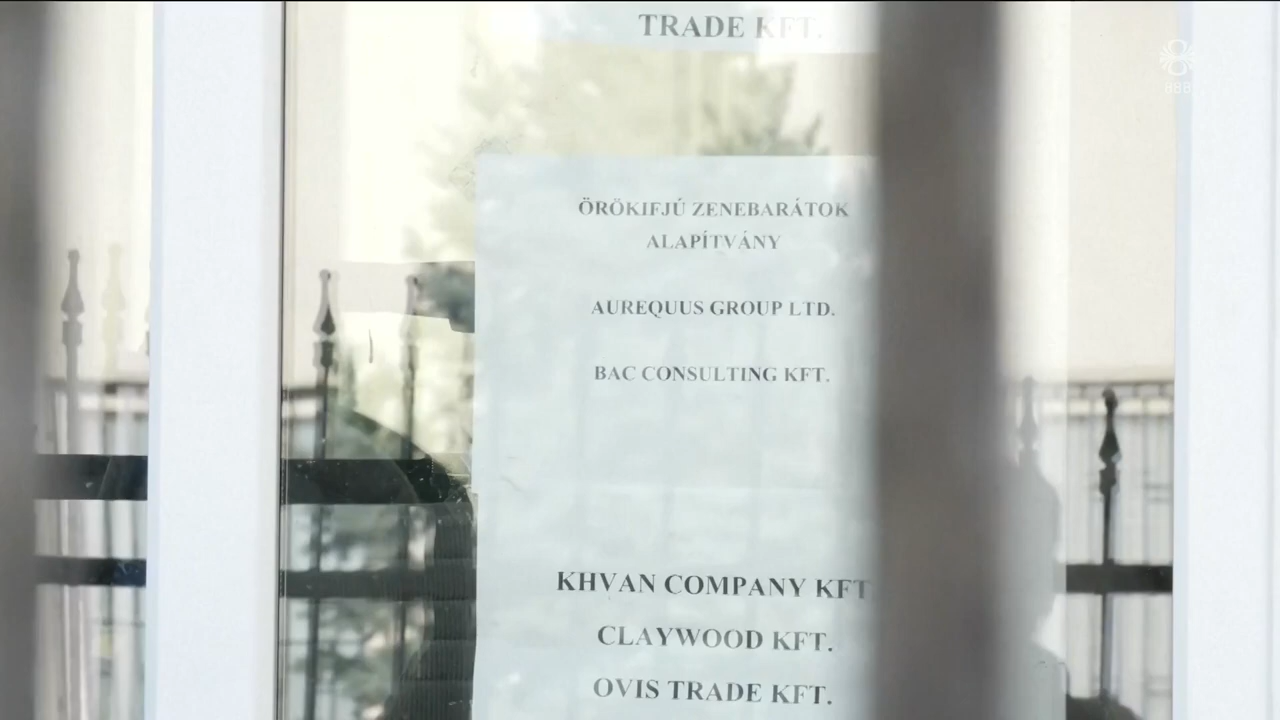 TRADE KFT.
ÖRÖKIFJÚ ZENEBARÁTOK
ALAPÍTVÁNY
AUREQUUS GROUP LTD.
BAC CONSULTING KFT.
KHVAN COMPANY KFT
CLAYWOOD KFT.
OVIS TRADE KFT.